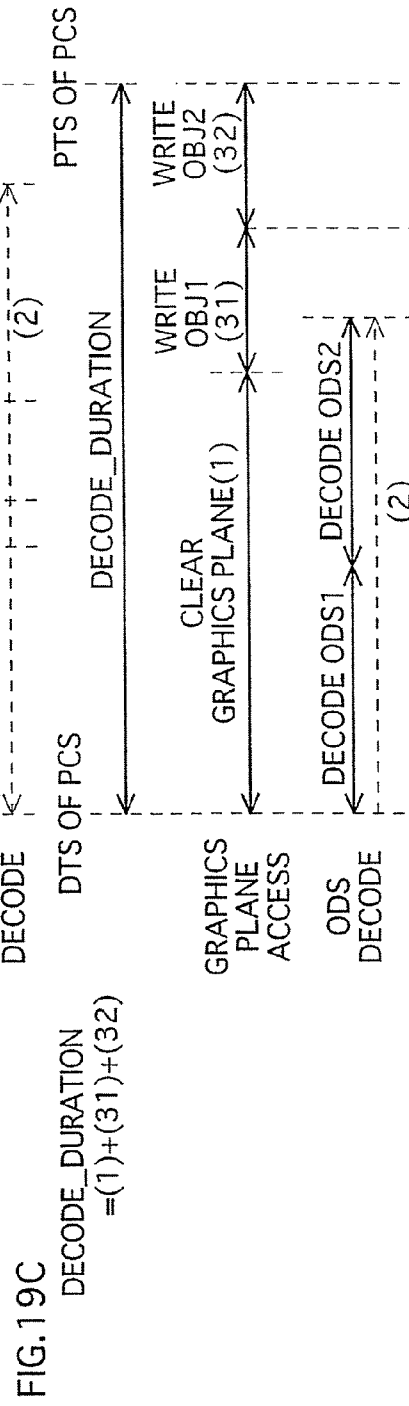 DECODE
(2)
FIG.19C
DECODE_DURATION
=(1)+(31)+(32)
DTS OF PCS
PTS OF PCS
DECODE_DURATION
GRAPHICS
PLANE
ACCESS
CLEAR
GRAPHICS PLANE(1)
WRITE
OBJ1
(31)
WRITE
OBJ2
(32)
ODS
DECODE
DECODE ODS1
DECODE ODS2
(2)